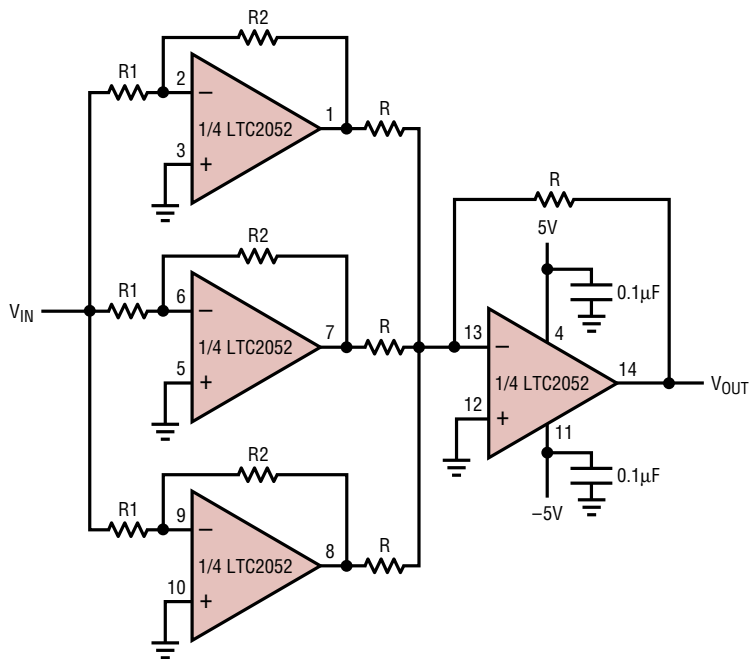 R2
R1
2
−
1/4 LTC2052
1
R
3
+
R
5V
R2
0.1µF
V_IN
R1
6
−
1/4 LTC2052
7
R
13
−
4
1/4 LTC2052
14
V_OUT
5
+
12
+
11
0.1µF
−5V
R2
R1
9
−
1/4 LTC2052
8
R
10
+